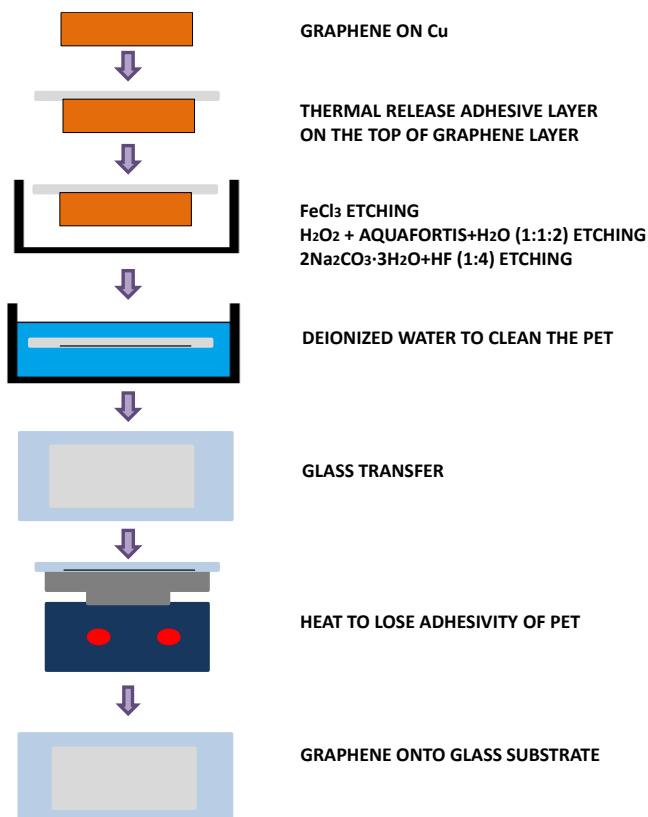 GRAPHENE ON Cu
THERMAL RELEASE ADHESIVE LAYER
ON THE TOP OF GRAPHENE LAYER
FeCl₃ ETCHING
H₂O₂ + AQUAFORTIS+H₂O (1:1:2) ETCHING
2Na₂CO₃·3H₂O+HF (1:4) ETCHING
DEIONIZED WATER TO CLEAN THE PET
GLASS TRANSFER
HEAT TO LOSE ADHESIVITY OF PET
GRAPHENE ONTO GLASS SUBSTRATE